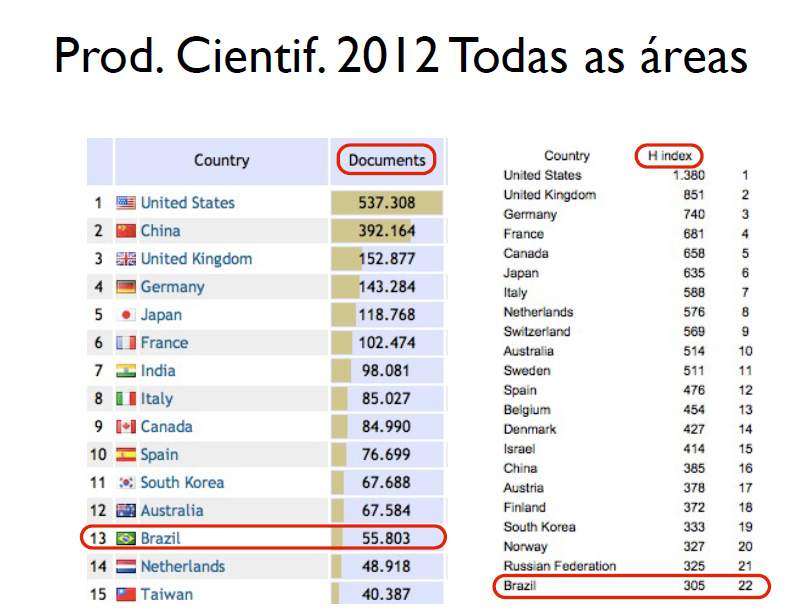 Prod. Cientif. 2012 Todas as áreas
Country Documents
1 United States 537.308
2 China 392.164
3 United Kingdom 152.877
4 Germany 143.284
5 Japan 118.768
6 France 102.474
7 India 98.081
8 Italy 85.027
9 Canada 84.990
10 Spain 76.699
11 South Korea 67.688
12 Australia 67.584
13 Brazil 55.803
14 Netherlands 48.918
15 Taiwan 40.387
Country H index
United States 1.380 1
United Kingdom 851 2
Germany 740 3
France 681 4
Canada 658 5
Japan 635 6
Italy 588 7
Netherlands 576 8
Switzerland 569 9
Australia 514 10
Sweden 511 11
Spain 476 12
Belgium 454 13
Denmark 427 14
Israel 414 15
China 385 16
Austria 378 17
Finland 372 18
South Korea 333 19
Norway 327 20
Russian Federation 325 21
Brazil 305 22